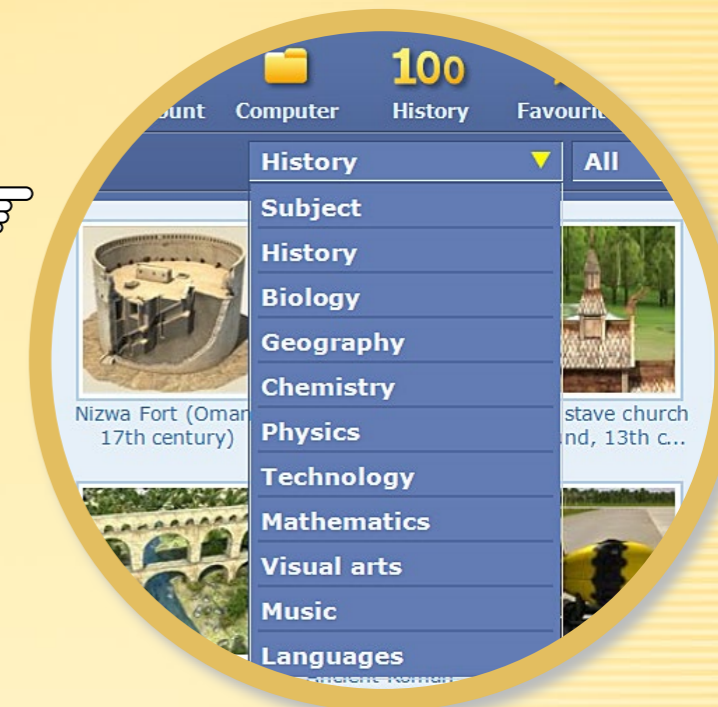 Computer
100
History
History
All
Subject
History
Biology
Geography
Chemistry
Physics
Technology
Mathematics
Visual arts
Music
Languages
Nizwa Fort (Oman
17th century)
stave church
nd, 13th c...